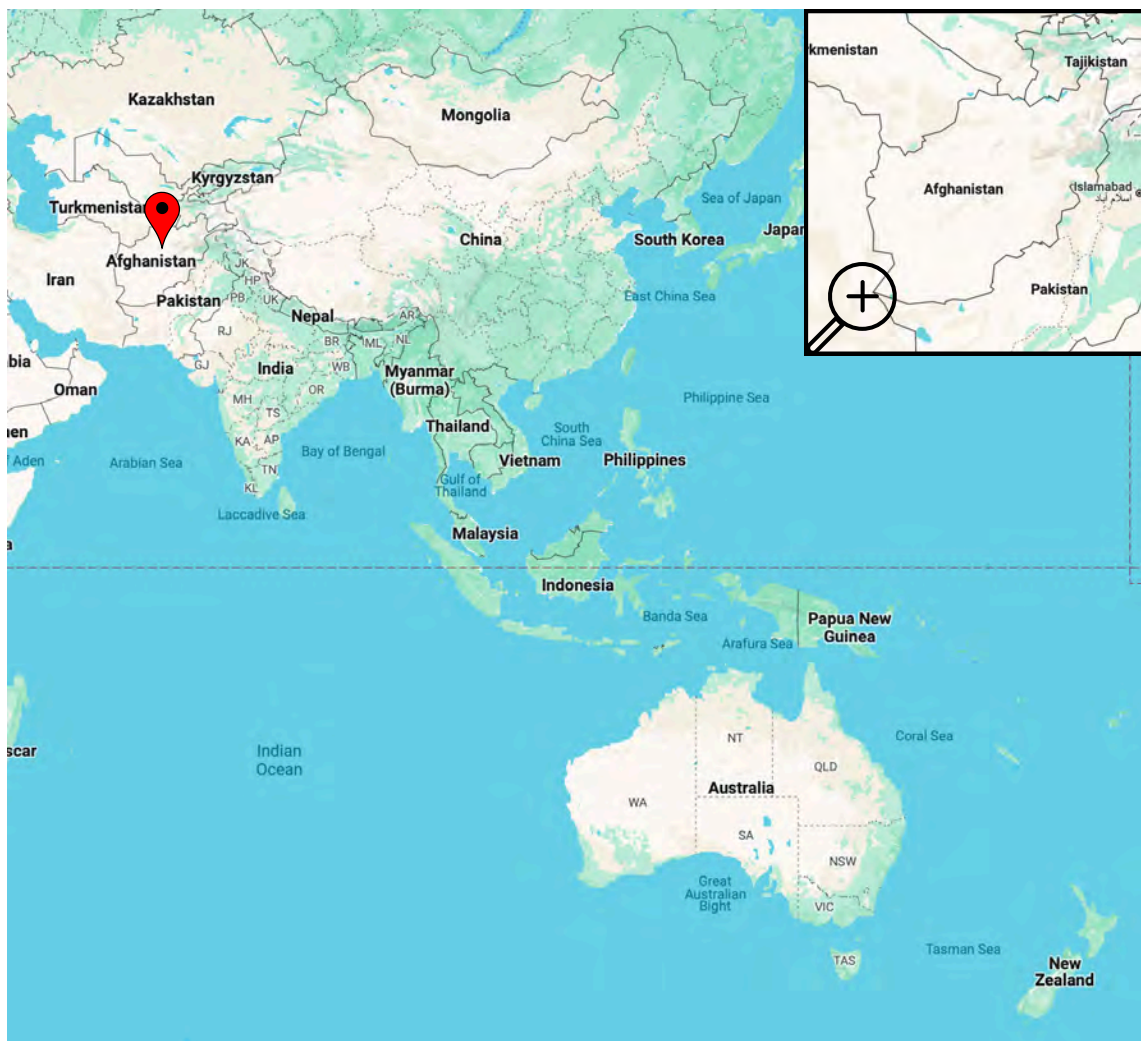 Kazakhstan
Mongolia
Kyrgyzstan
Turkmenistan
Sea of Japan
Japan
South Korea
China
Afghanistan
Iran
JK
HP
Pakistan
PB
UK
East China Sea
Nepal
AR
RJ
BR
ML
NL
bia
GJ
India
WB
Myanmar
(Burma)
Oman
MH
OR
Philippine Sea
TS
men
Thailand
South
China Sea
KA
AP
f Aden
Arabian Sea
Bay of Bengal
Vietnam
Philippines
TN
Gulf of
Thailand
KL
Laccadive Sea
Malaysia
a
Indonesia
Banda Sea
Papua New
Guinea
Arafura Sea
scar
Indian
Ocean
NT
Coral Sea
QLD
Australia
WA
SA
NSW
Great
Australian
Bight
VIC
Tasman Sea
TAS
New
Zealand
kmenistan
Tajikistan
Afghanistan
Islamabad
اسلام آباد
Pakistan